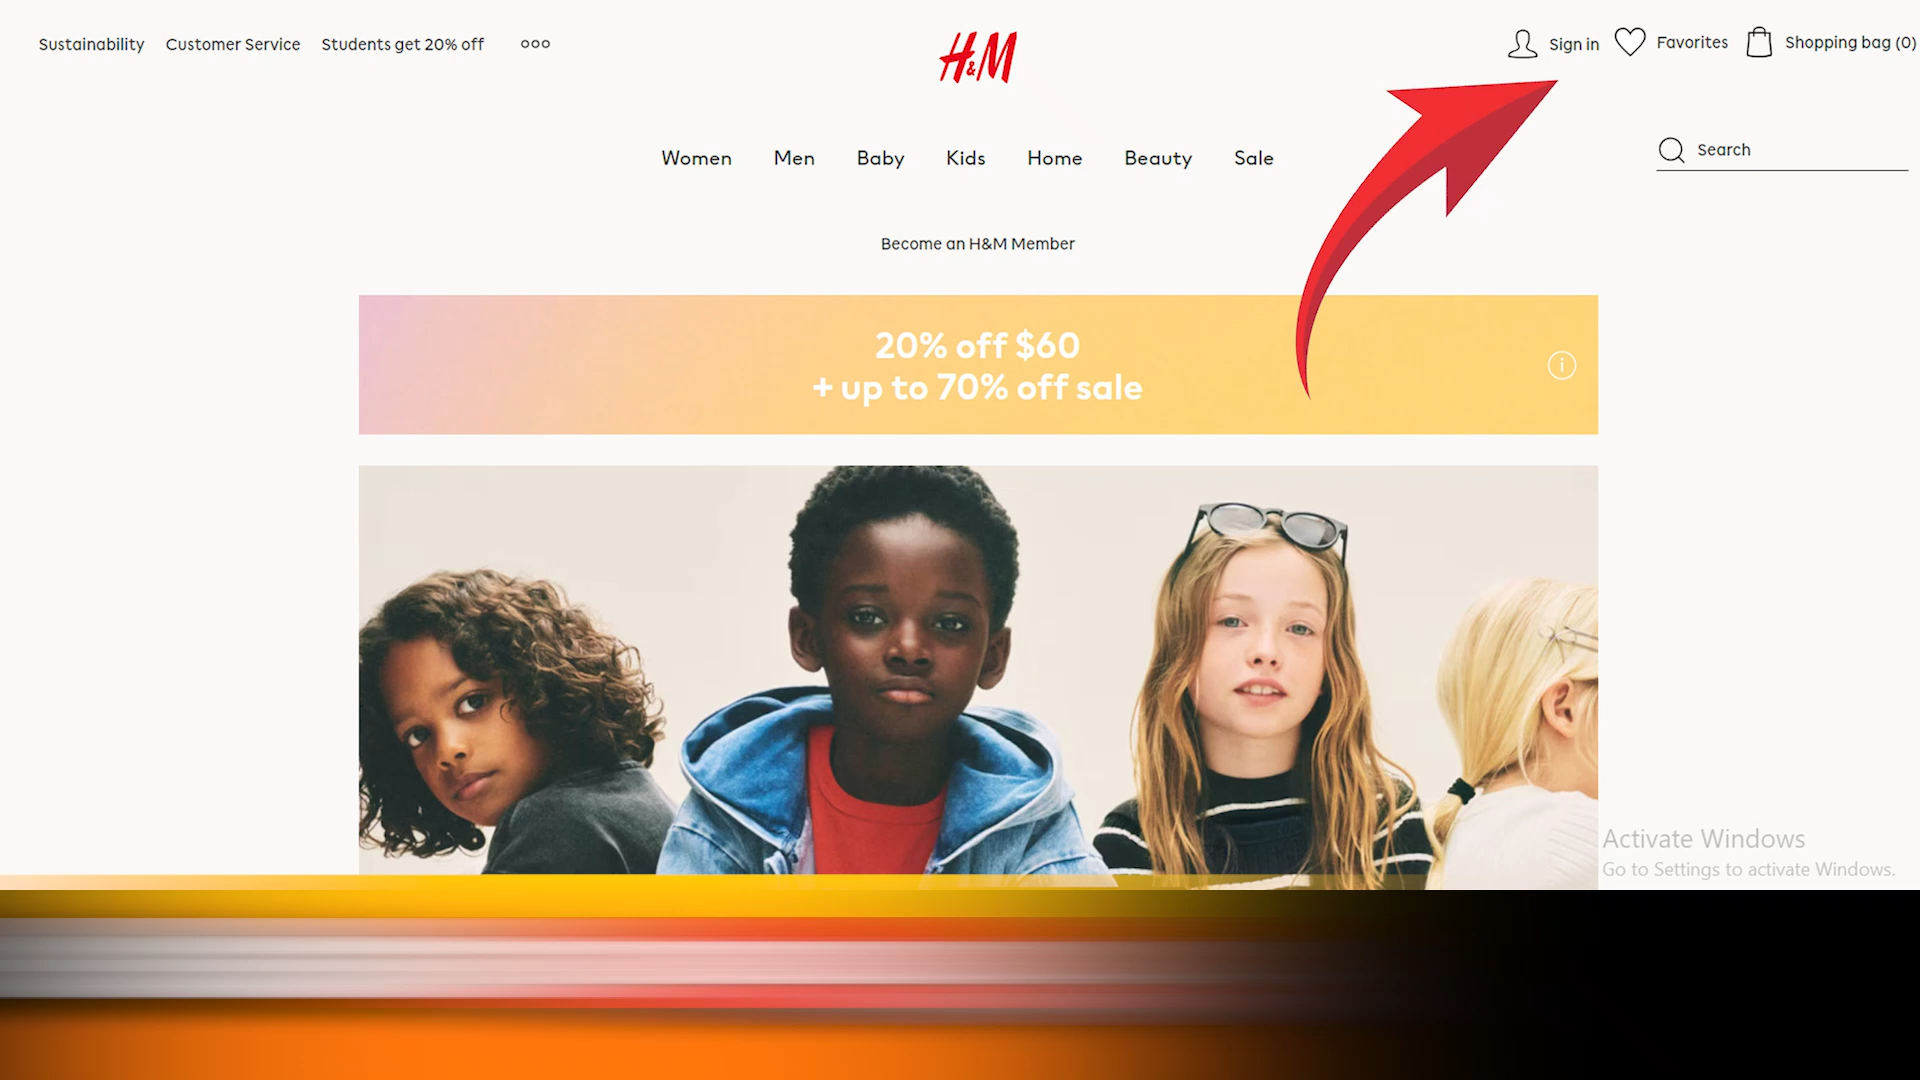 Sustainability Customer Service Students get 20% off
H&M
Sign in Favorites Shopping bag (0)
Women Men Baby Kids Home Beauty Sale
Search
Become an H&M Member
20% off $60
+ up to 70% off sale
Activate Windows
Go to Settings to activate Windows.